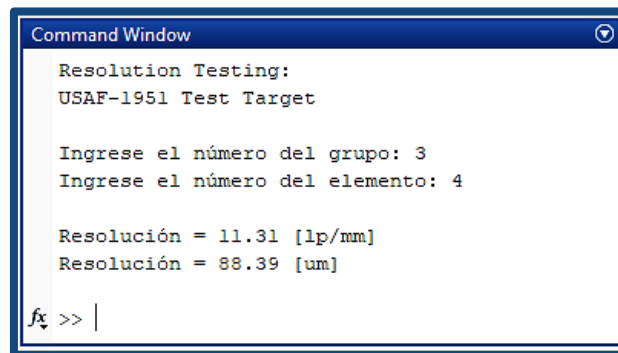 Command Window
Resolution Testing:
USAF-1951 Test Target
Ingrese el número del grupo: 3
Ingrese el número del elemento: 4
Resolución = 11.31 [lp/mm]
Resolución = 88.39 [um]
fx >>